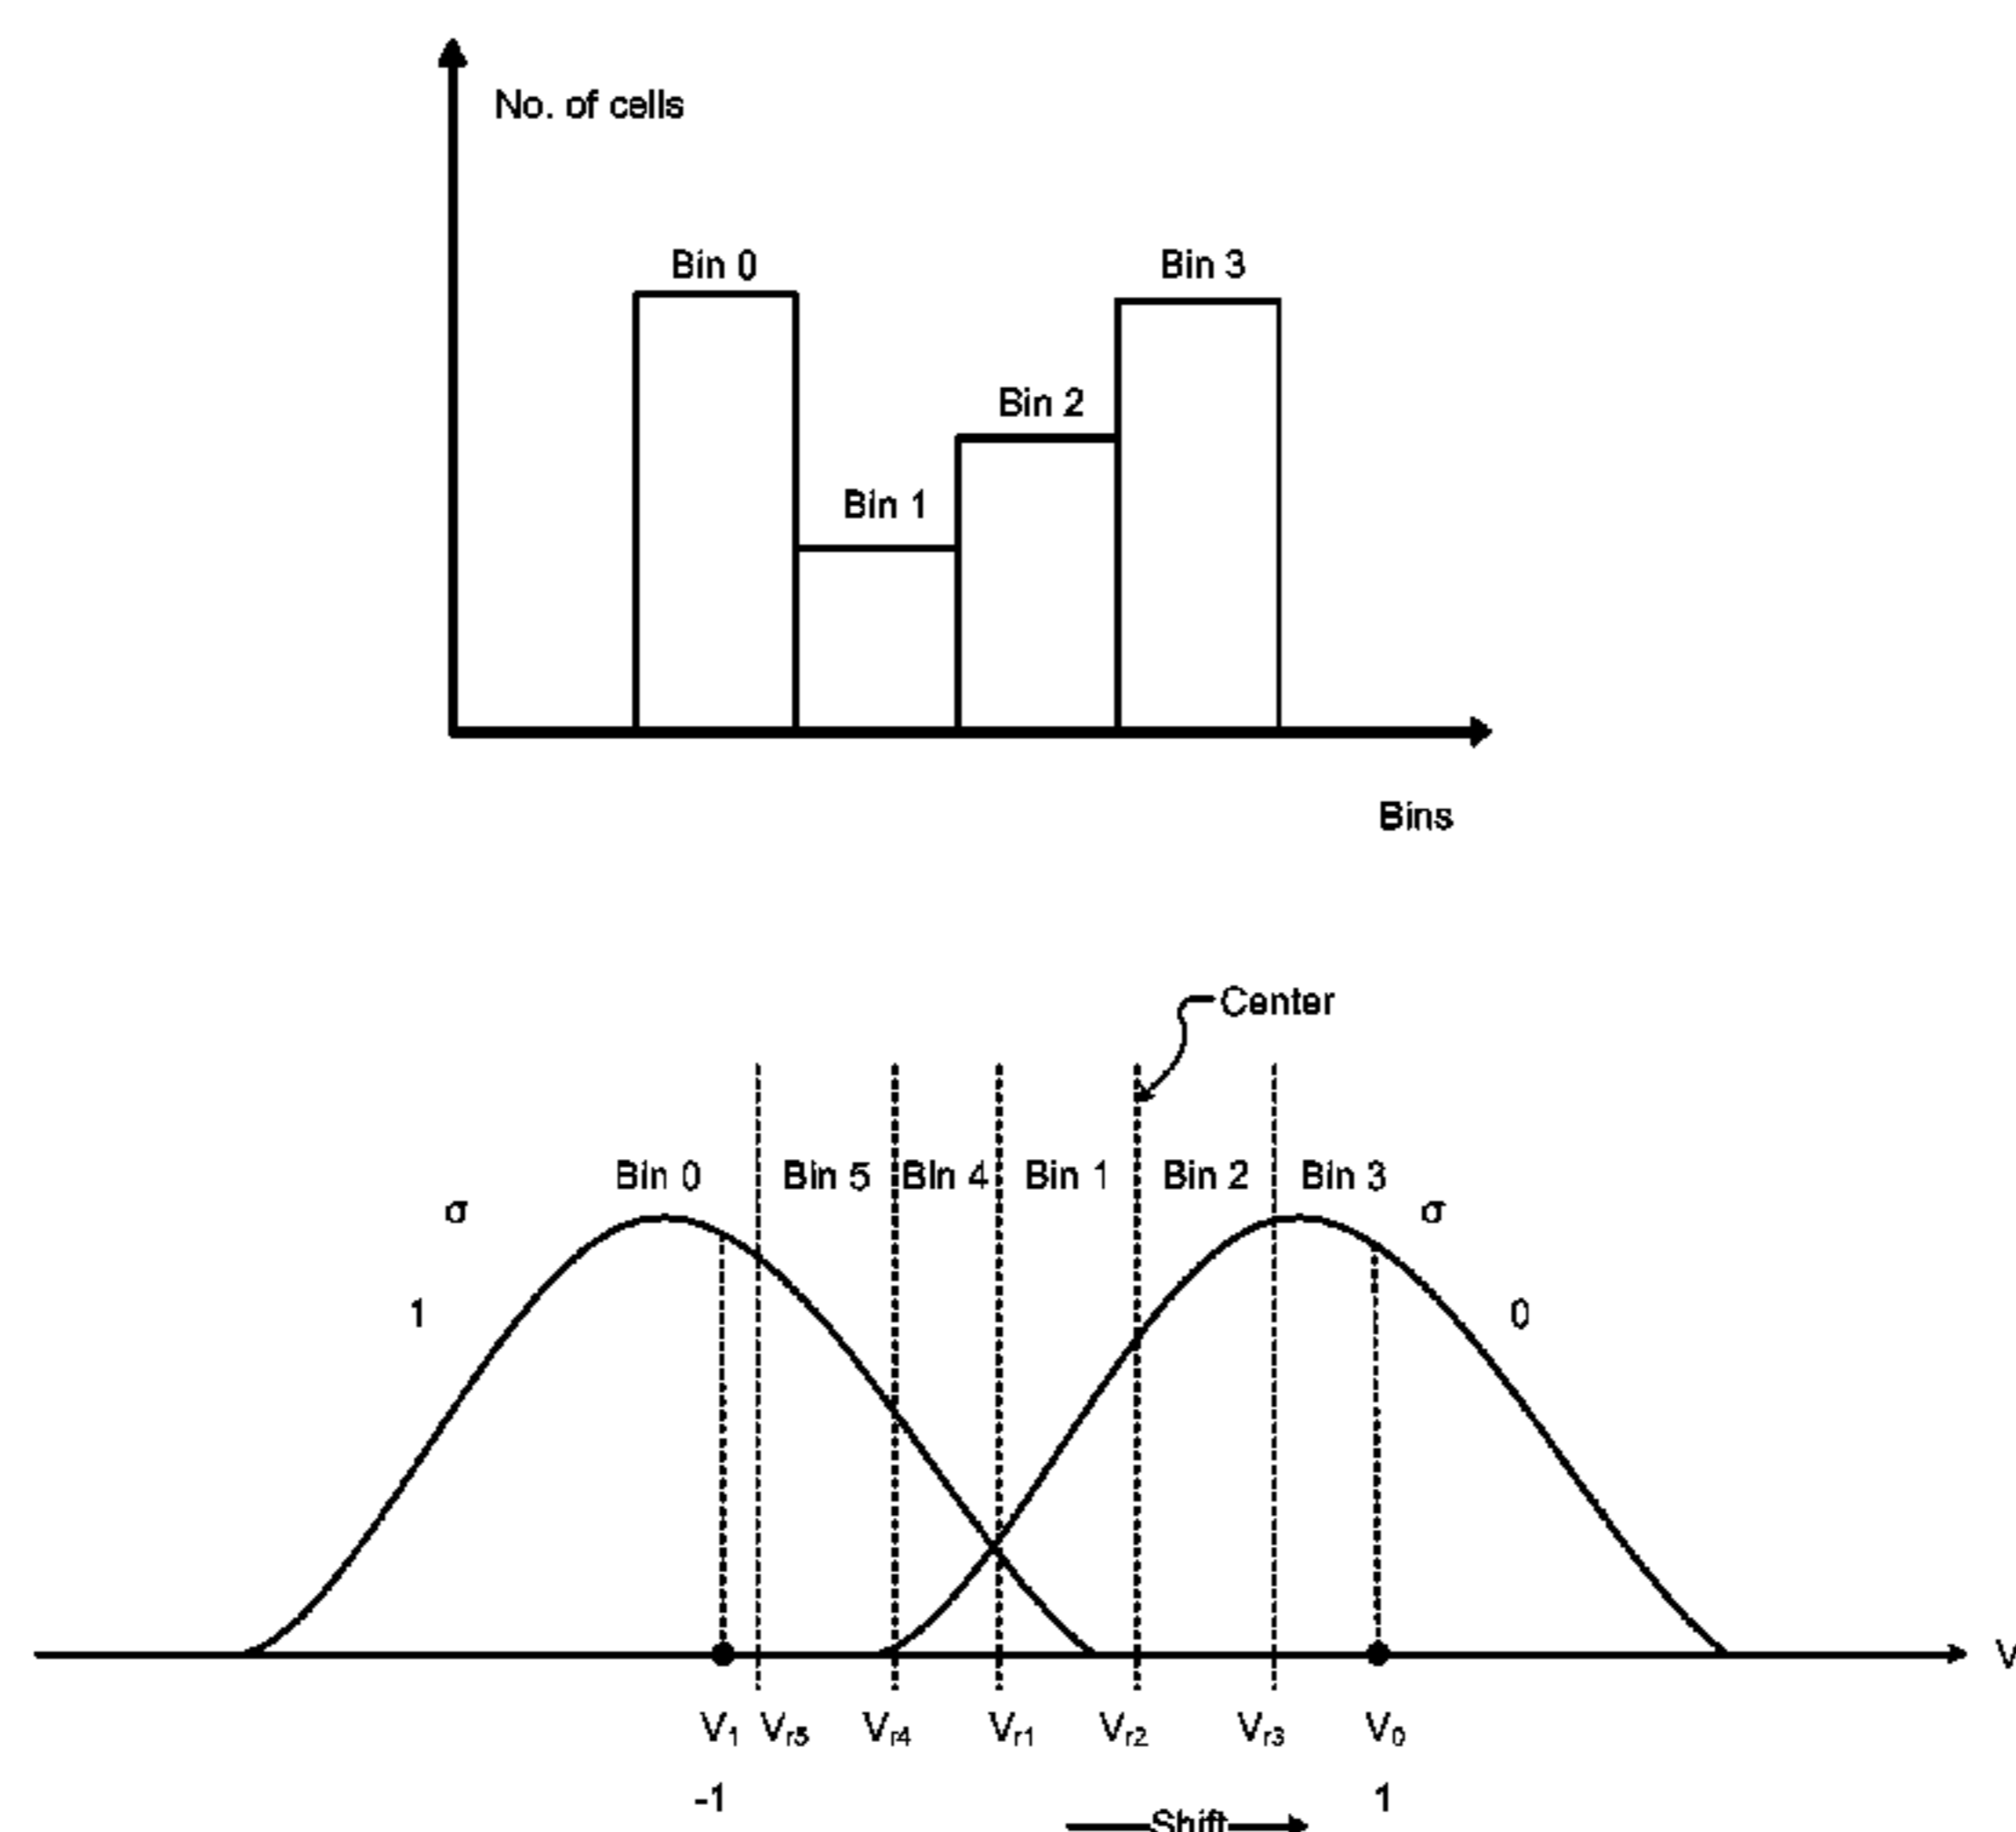 No. of cells
Bin 0
Bin 3
Bin 2
Bin 1
Bins
Center
Bin 0 Bin 5 Bin 4 Bin 1 Bin 2 Bin 3
σ σ
1 0
V
V1 Vr5 Vr4 Vr1 Vr2 Vr3 V0
-1 1
Shift